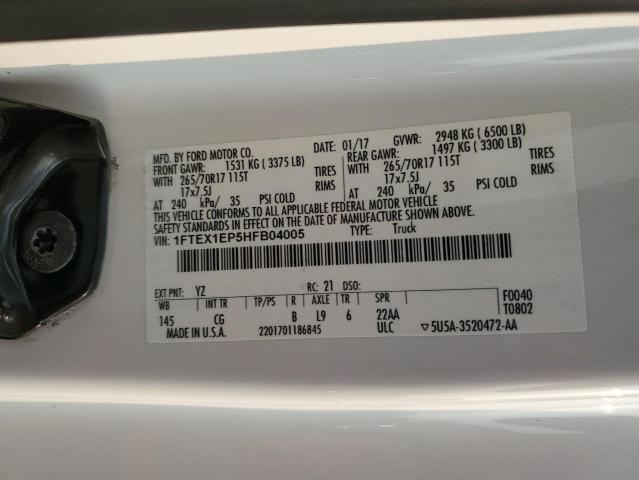 MFD. BY FORD MOTOR CO. DATE: 01/17 GVWR: 2948 KG ( 6500 LB)
FRONT GAWR: 1531 KG ( 3375 LB) REAR GAWR: 1497 KG ( 3300 LB)
WITH 265/70R17 115T TIRES WITH 265/70R17 115T TIRES
17x7.5J RIMS 17x7.5J RIMS
AT 240 kPa/ 35 PSI COLD AT 240 kPa/ 35 PSI COLD
THIS VEHICLE CONFORMS TO ALL APPLICABLE FEDERAL MOTOR VEHICLE
SAFETY STANDARDS IN EFFECT ON THE DATE OF MANUFACTURE SHOWN ABOVE.
VIN: 1FTEX1EP5HFB04005 TYPE: Truck
EXT PNT: YZ RC: 21 DSO:
WB INT TR TP/PS R AXLE TR SPR F0040
145 CG B L9 6 22AA T0802
MADE IN U.S.A. 2201701186845 ULC ▽5U5A-3520472-AA